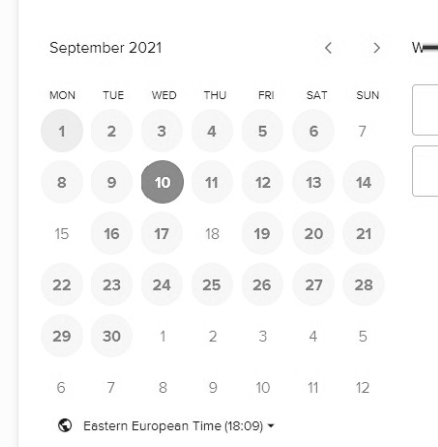 September 2021
MON TUE WED THU FRI SAT SUN
1 2 3 4 5 6 7
8 9 10 11 12 13 14
15 16 17 18 19 20 21
22 23 24 25 26 27 28
29 30 1 2 3 4 5
6 7 8 9 10 11 12
Eastern European Time (18:09)